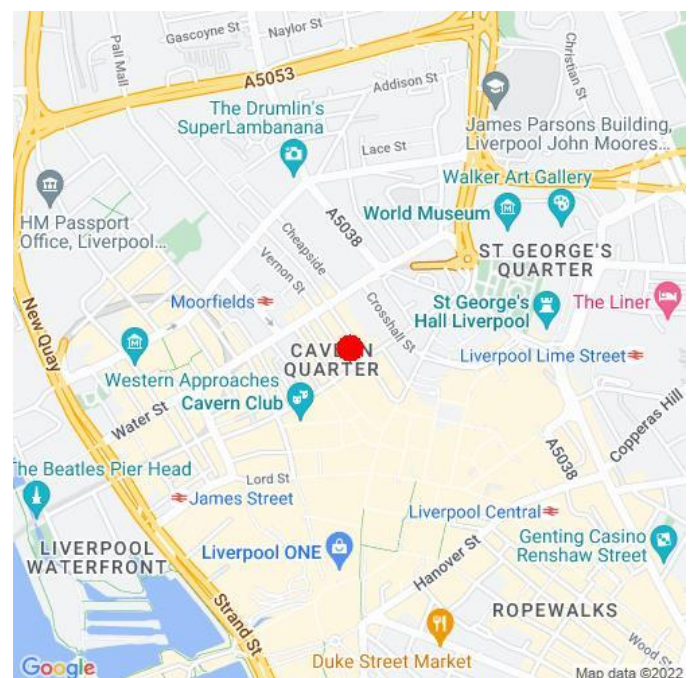 Gascoyne St
Naylor St
Pall Mall
Christian St
A5053
Addison St
The Drumlin's
SuperLambanana
James Parsons Building,
Liverpool John Moores...
Lace St
Walker Art Gallery
HM Passport
Office, Liverpool...
A5038
World Museum
Cheapside
Vernon St
ST GEORGE'S
QUARTER
New Quay
Moorfields
Crosshall St
St George's
Hall Liverpool
The Liner
CAV
N
QUARTER
Liverpool Lime Street
Western Approaches
Cavern Club
Water St
Copperas Hill
A5038
The Beatles Pier Head
Lord St
James Street
Liverpool Central
Genting Casino
Renshaw Street
LIVERPOOL
WATERFRONT
Liverpool ONE
Hanover St
Strand St
ROPEWALKS
Wood St
Duke Street Market
Google
Map data ©2022